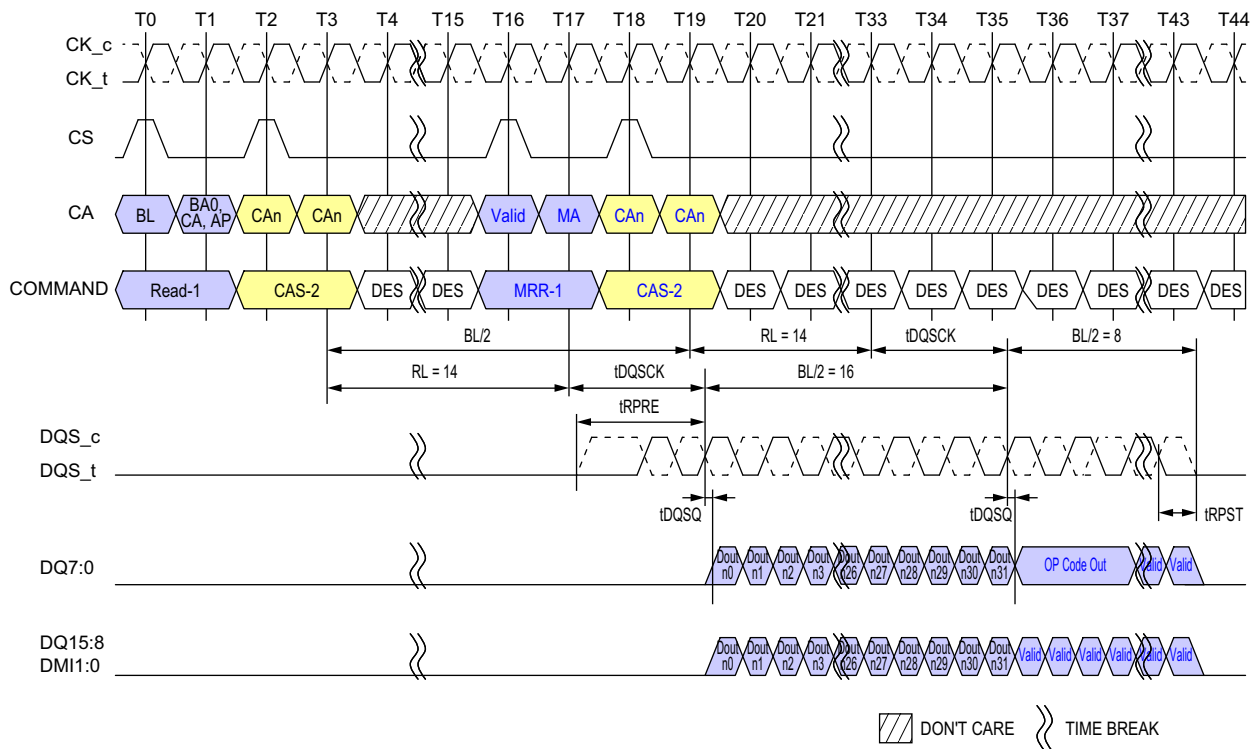 T0 T1 T2 T3 T4 T15 T16 T17 T18 T19 T20 T21 T33 T34 T35 T36 T37 T43 T44
CK_c
CK_t
CS
CA BL BA0, CA, AP CAn CAn Valid MA CAn CAn
COMMAND Read-1 CAS-2 DES DES MRR-1 CAS-2 DES DES DES DES DES DES DES DES DES
BL/2 RL = 14 tDQSCK BL/2 = 8
RL = 14 tDQSCK BL/2 = 16
tRPRE
DQS_c
DQS_t
tDQSQ tDQSQ tRPST
DQ7:0 Dout n0 Dout n1 Dout n2 Dout n3 Dout n26 Dout n27 Dout n28 Dout n29 Dout n30 Dout n31 OP Code Out Valid Valid
DQ15:8
DMI1:0 Dout n0 Dout n1 Dout n2 Dout n3 Dout n26 Dout n27 Dout n28 Dout n29 Dout n30 Dout n31 Valid Valid Valid Valid Valid Valid
DON'T CARE TIME BREAK